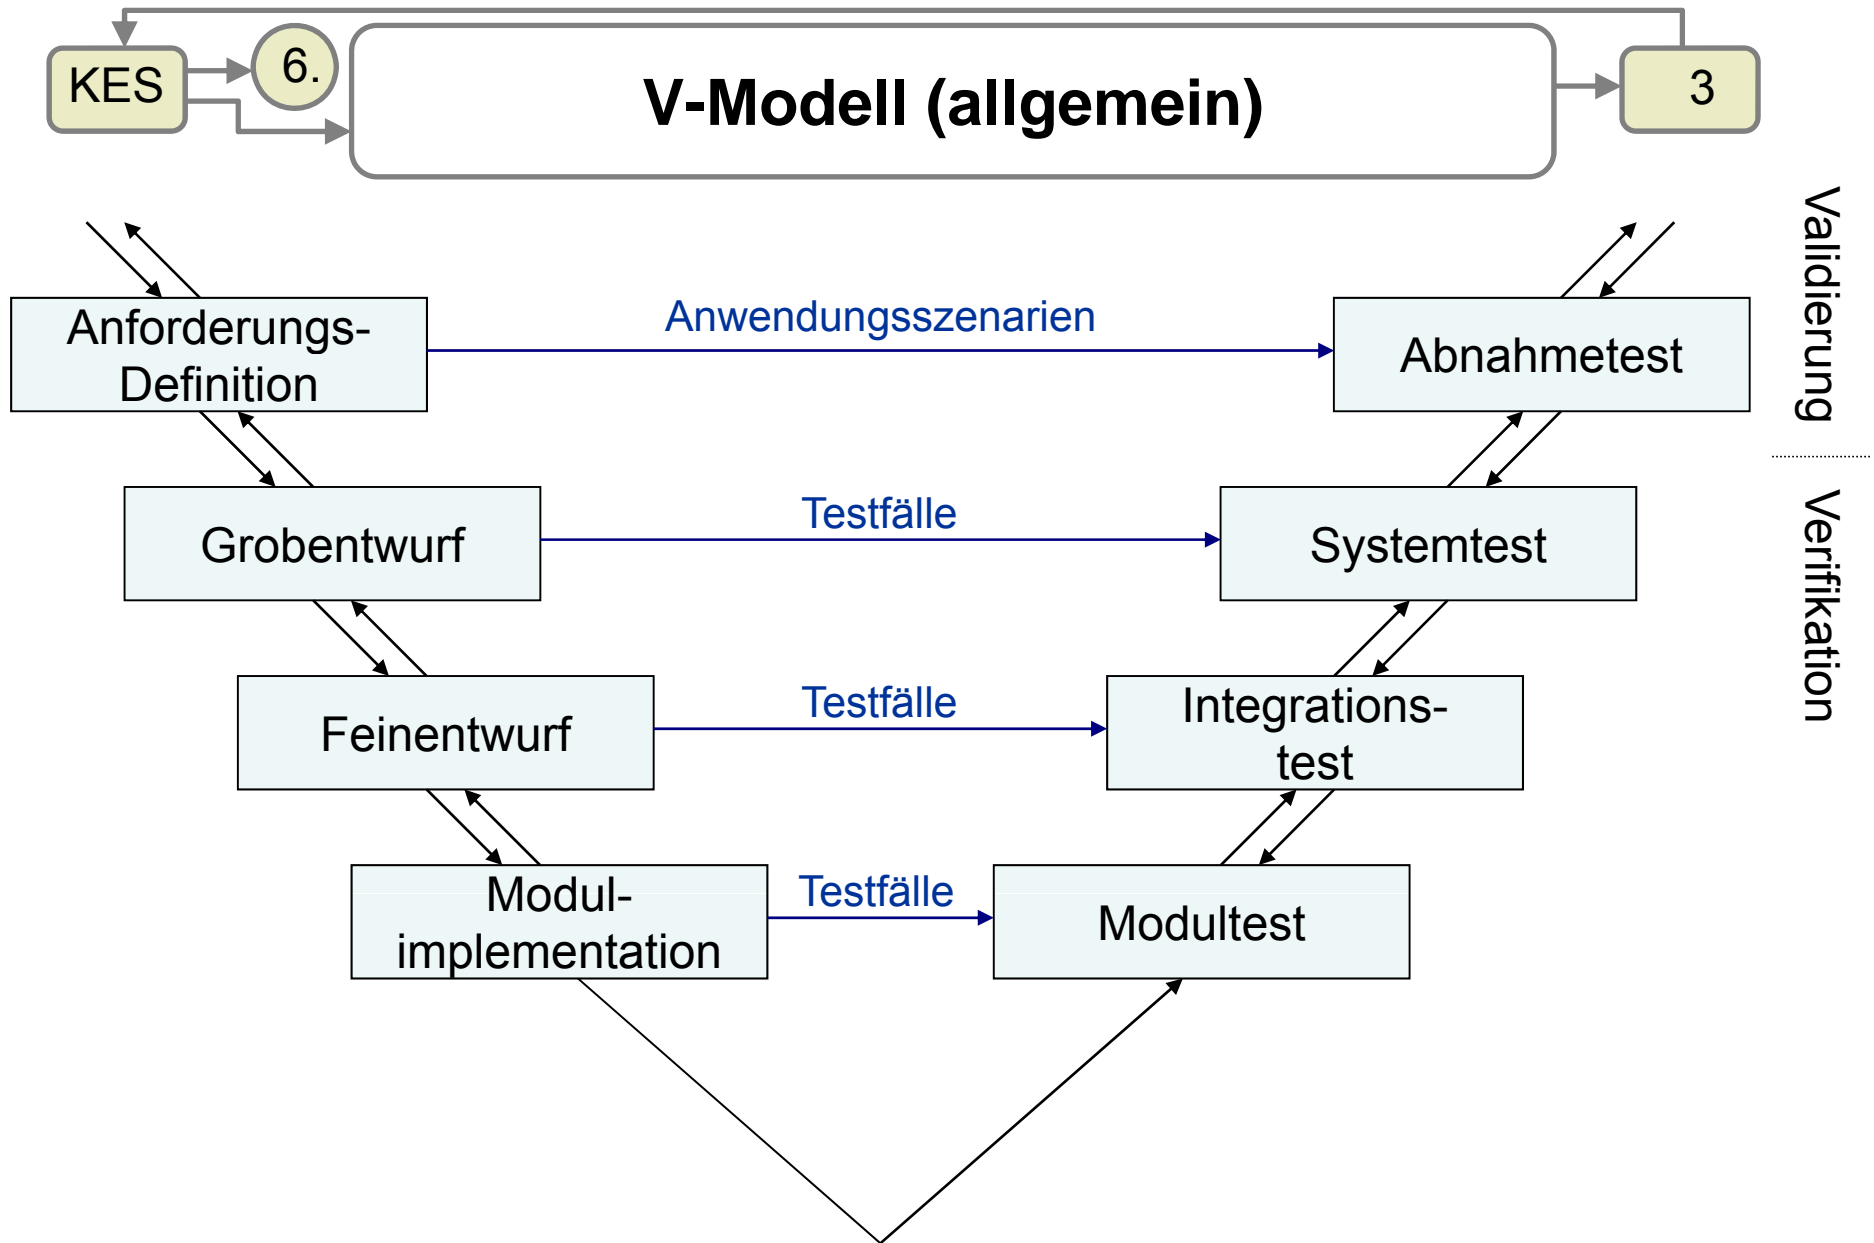 KES
6.
V-Modell (allgemein)
3
Anforderungs-
Definition
Anwendungsszenarien
Abnahmetest
Validierung
Grobentwurf
Testfälle
Systemtest
Verifikation
Feinentwurf
Testfälle
Integrations-
test
Modul-
implementation
Testfälle
Modultest